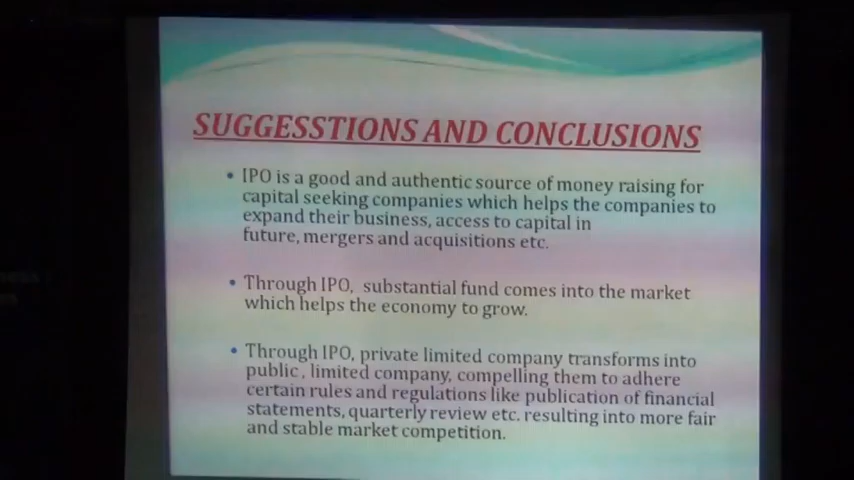 SUGGESSTIONS AND CONCLUSIONS
• IPO is a good and authentic source of money raising for
capital seeking companies which helps the companies to
expand their business, access to capital in
future, mergers and acquisitions etc.
• Through IPO, substantial fund comes into the market
which helps the economy to grow.
• Through IPO, private limited company transforms into
public, limited company, compelling them to adhere
certain rules and regulations like publication of financial
statements, quarterly review etc. resulting into more fair
and stable market competition.